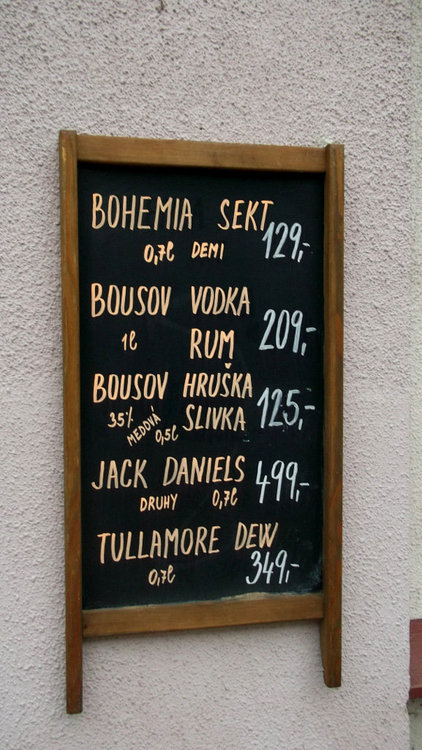 BOHEMIA SEKT
0,7l DEMI 129,-
BOUSOV VODKA
1l RUM 209,-
BOUSOV HRUŠKA
35% MEDOVÁ 0,5l SLIVKA 125,-
JACK DANIELS 499,-
DRUHY 0,7l
TULLAMORE DEW
0,7l 349,-